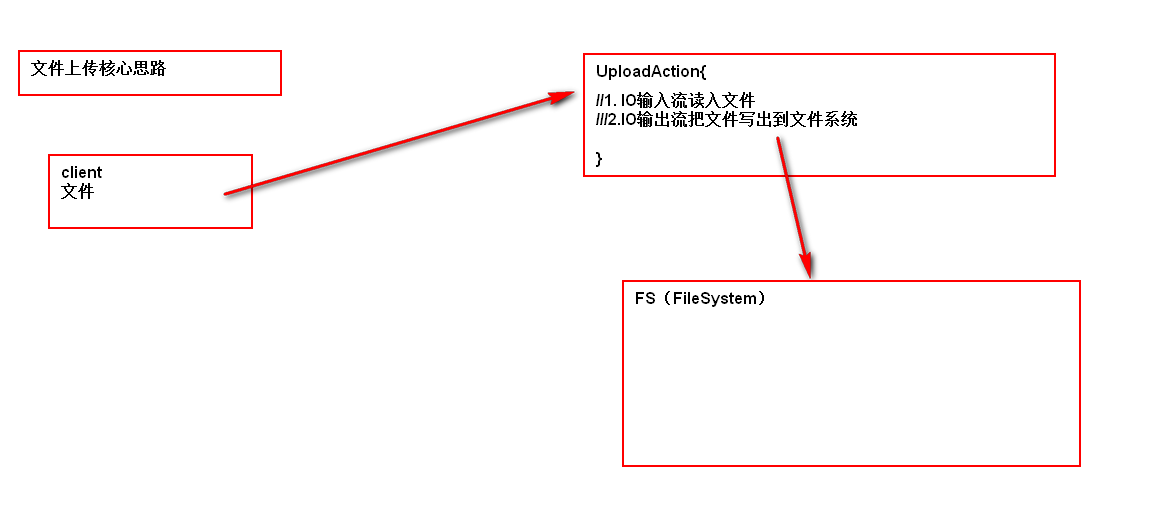 文件上传核心思路
client
文件
UploadAction{
//1. IO输入流读入文件
///2.IO输出流把文件写出到文件系统
}
FS（FileSystem）